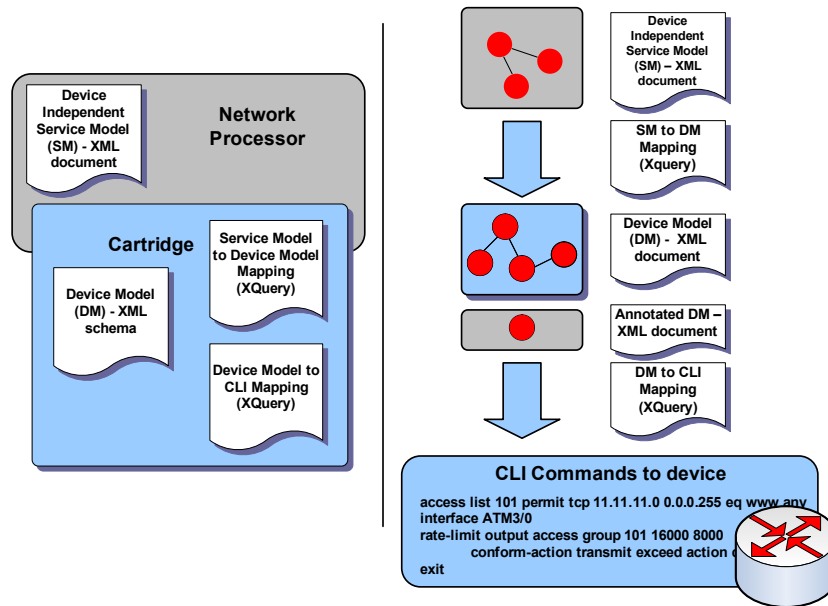 Device
Independent
Service Model
(SM) - XML
document
Network
Processor
Cartridge
Service Model
to Device Model
Mapping
(XQuery)
Device Model
(DM) - XML
schema
Device Model to
CLI Mapping
(XQuery)
Device
Independent
Service Model
(SM) – XML
document
SM to DM
Mapping
(Xquery)
Device Model
(DM) - XML
document
Annotated DM –
XML document
DM to CLI
Mapping
(XQuery)
CLI Commands to device
access list 101 permit tcp 11.11.11.0 0.0.0.255 eq www any
interface ATM3/0
rate-limit output access group 101 16000 8000
conform-action transmit exceed action
exit